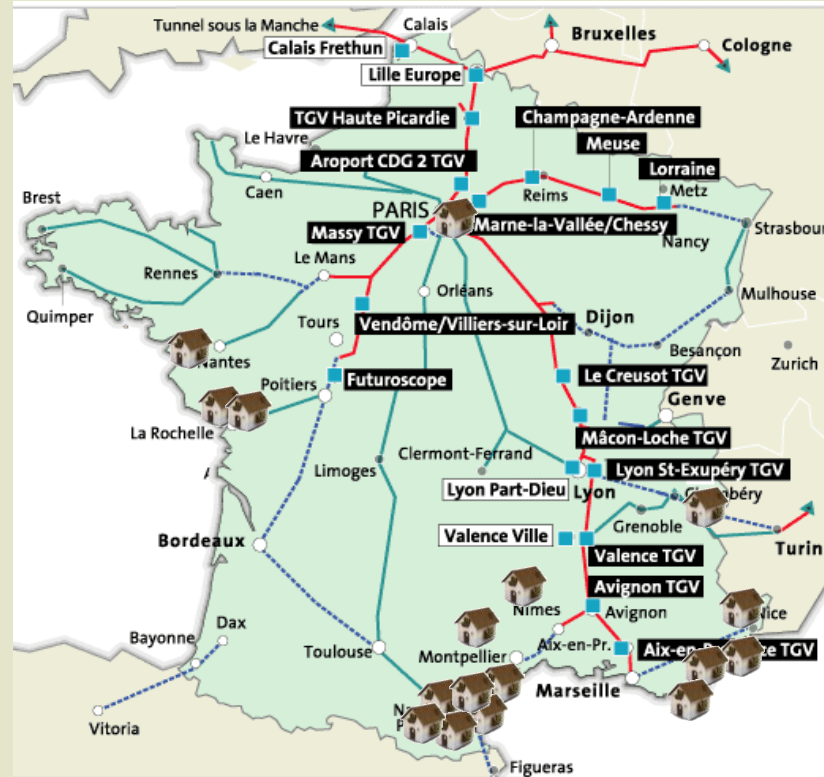 Tunnel sous la Manche
Calais
Calais Frethun
Bruxelles
Cologne
Lille Europe
TGV Haute Picardie
Champagne-Ardenne
Le Havre
Meuse
Aroport CDG 2 TGV
Lorraine
Caen
Reims
Metz
Brest
PARIS
Massy TGV
Marne-la-Vallée/Chessy
Strasbour
Nancy
Le Mans
Rennes
Orléans
Mulhouse
Quimper
Tours
Vendôme/Villiers-sur-Loir
Dijon
Nantes
Besançon
Zurich
Futuroscope
Le Creusot TGV
Poitiers
Genve
La Rochelle
Mâcon-Loche TGV
Clermont-Ferrand
Limoges
Lyon St-Exupéry TGV
Lyon Part-Dieu
Lyon
Grenoble
Bordeaux
Valence Ville
Turin
Valence TGV
Avignon TGV
Nimes
Avignon
Dax
Bayonne
Toulouse
Montpellier
Aix-en-Pr.
Marseille
Vitoria
Figueras